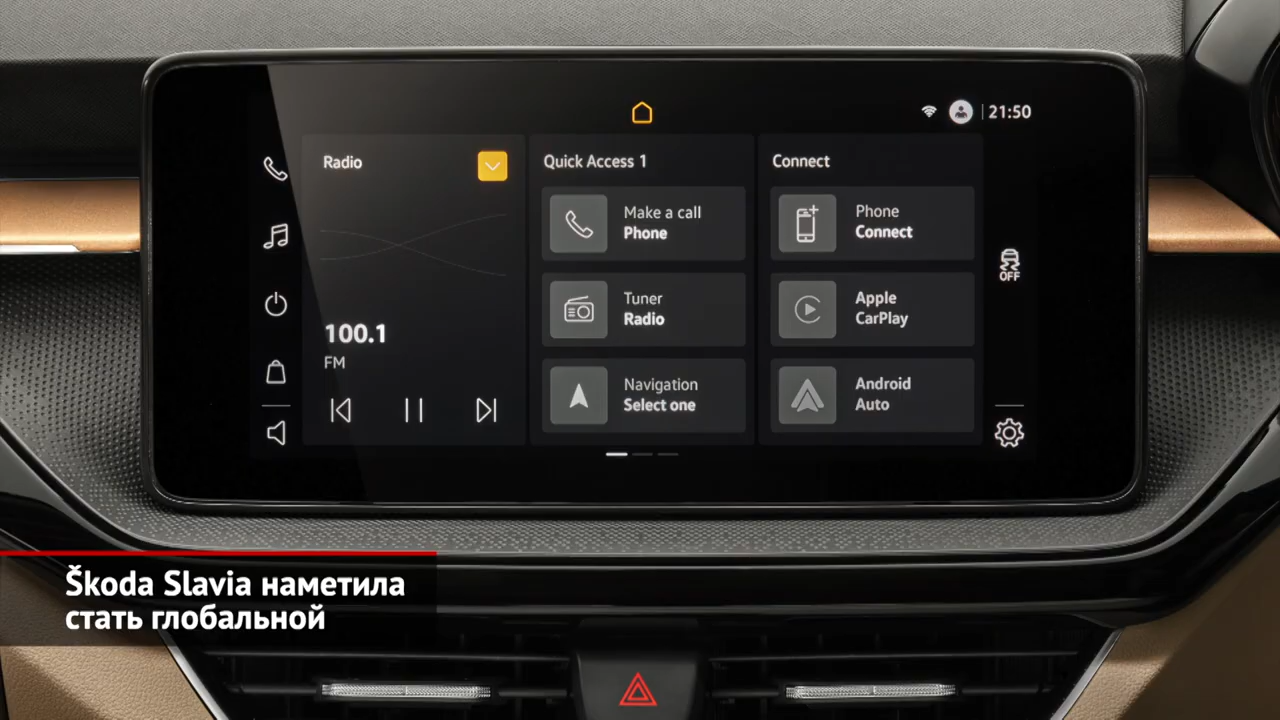 21:50
Radio
Quick Access 1
Connect
Make a call
Phone
Phone
Connect
Tuner
Radio
Apple
CarPlay
OFF
100.1
FM
Navigation
Select one
Android
Auto
Škoda Slavia наметила
стать глобальной